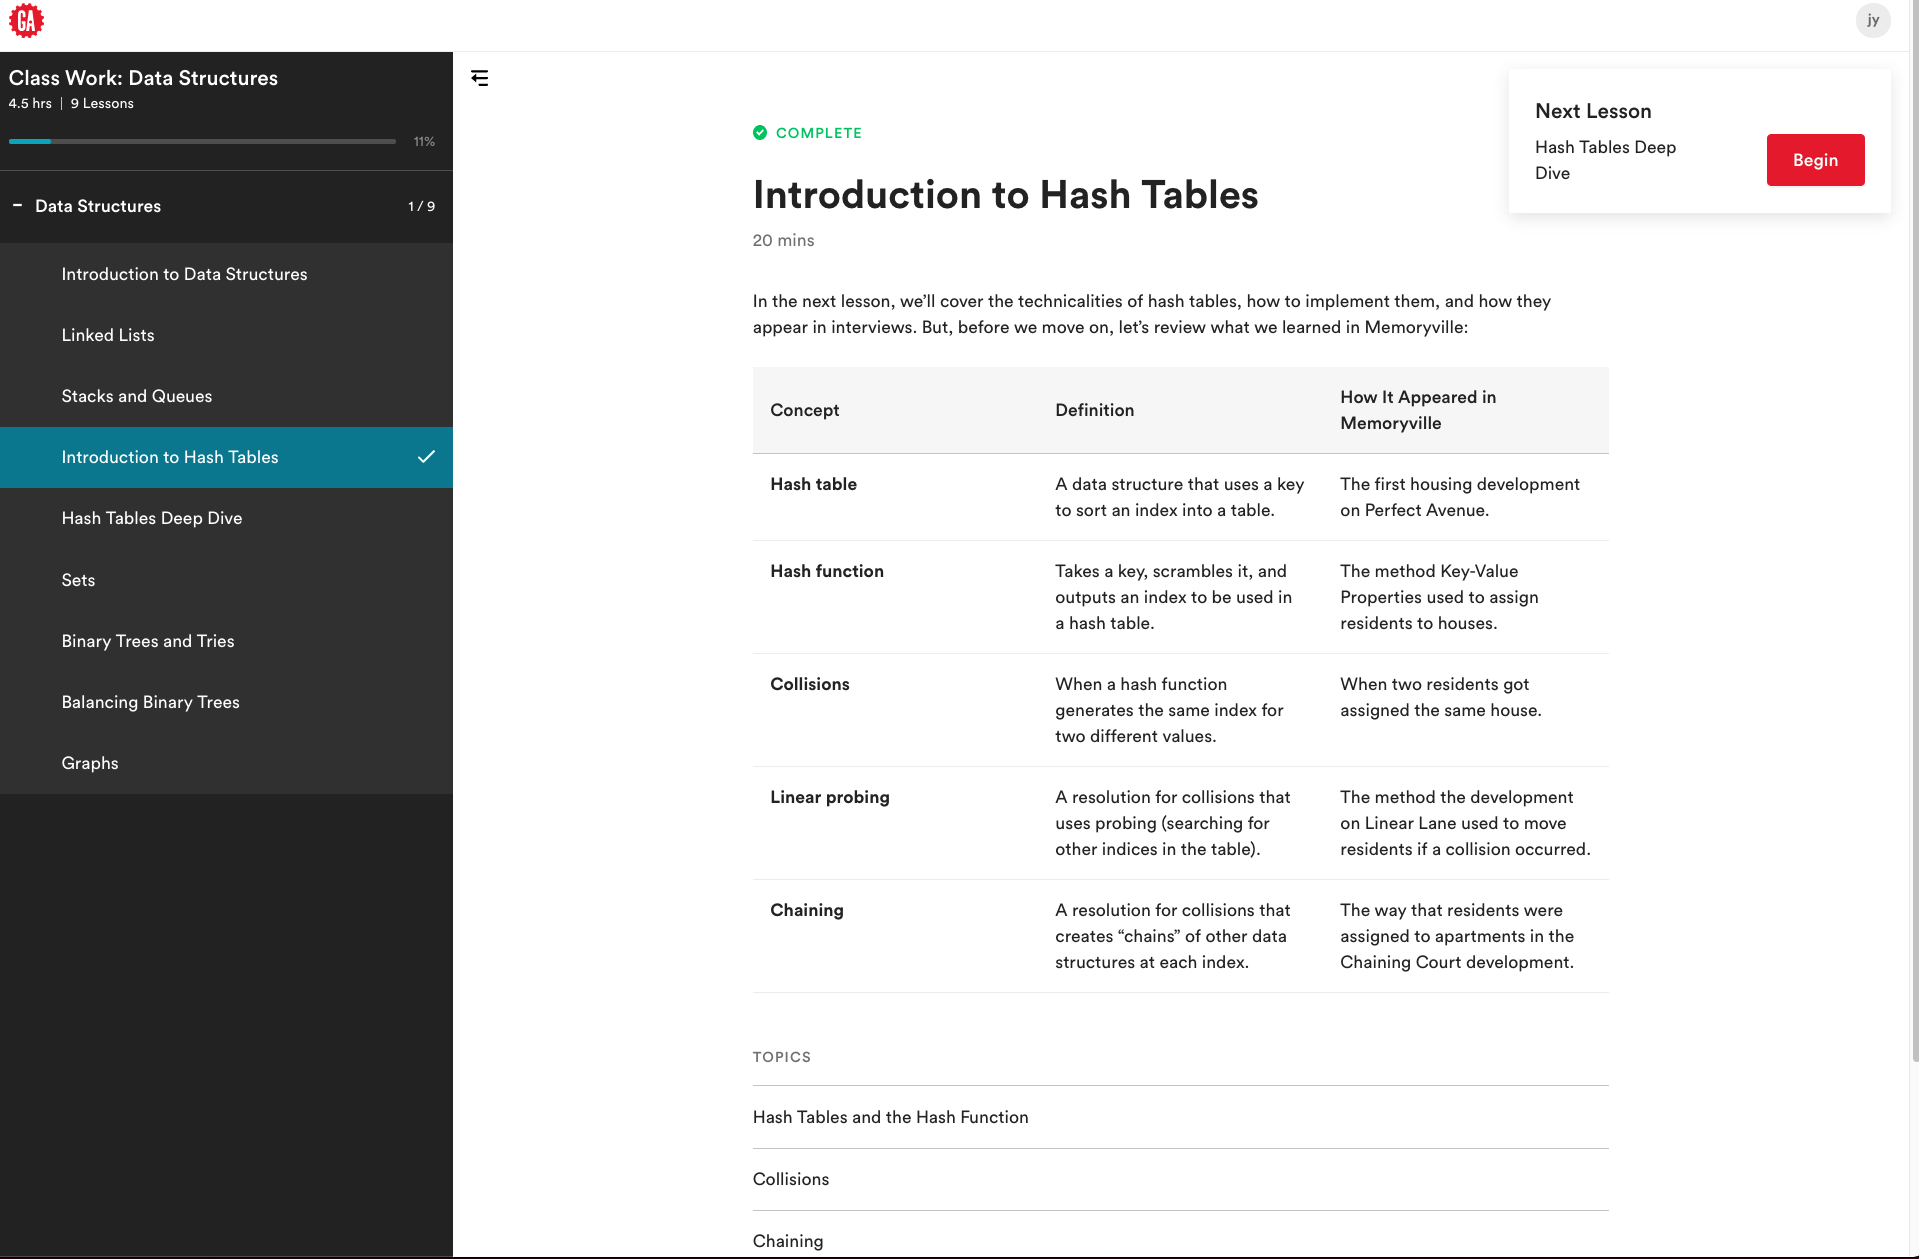 GA
jy
Class Work: Data Structures
4.5 hrs | 9 Lessons
11%
Data Structures 1 / 9
Introduction to Data Structures
Linked Lists
Stacks and Queues
Introduction to Hash Tables
Hash Tables Deep Dive
Sets
Binary Trees and Tries
Balancing Binary Trees
Graphs
COMPLETE
Introduction to Hash Tables
20 mins
Next Lesson
Hash Tables Deep
Dive
Begin
In the next lesson, we’ll cover the technicalities of hash tables, how to implement them, and how they
appear in interviews. But, before we move on, let’s review what we learned in Memoryville:
Concept
Definition
How It Appeared in
Memoryville
Hash table
A data structure that uses a key
to sort an index into a table.
The first housing development
on Perfect Avenue.
Hash function
Takes a key, scrambles it, and
outputs an index to be used in
a hash table.
The method Key-Value
Properties used to assign
residents to houses.
Collisions
When a hash function
generates the same index for
two different values.
When two residents got
assigned the same house.
Linear probing
A resolution for collisions that
uses probing (searching for
other indices in the table).
The method the development
on Linear Lane used to move
residents if a collision occurred.
Chaining
A resolution for collisions that
creates “chains” of other data
structures at each index.
The way that residents were
assigned to apartments in the
Chaining Court development.
TOPICS
Hash Tables and the Hash Function
Collisions
Chaining